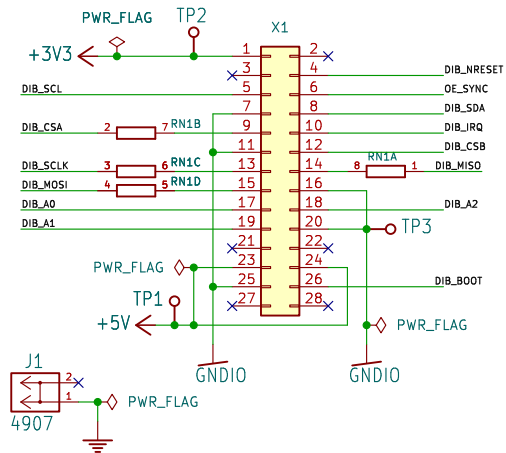 PWR_FLAG TP2 X1
+3V3 1 2
3 4 DIB_NRESET
DIB_SCL 5 6 OE_SYNC
7 8 DIB_SDA
DIB_CSA 2 7 RN1B 9 10 DIB_IRQ
11 12 DIB_CSB
DIB_SCLK 3 6 RN1C 13 14 8 RN1A 1 DIB_MISO
DIB_MOSI 4 5 RN1D 15 16
DIB_A0 17 18 DIB_A2
DIB_A1 19 20 TP3
21 22
PWR_FLAG 23 24
25 26 DIB_BOOT
TP1 27 28
+5V PWR_FLAG
GNDIO GNDIO
J1
2
1 PWR_FLAG
4907